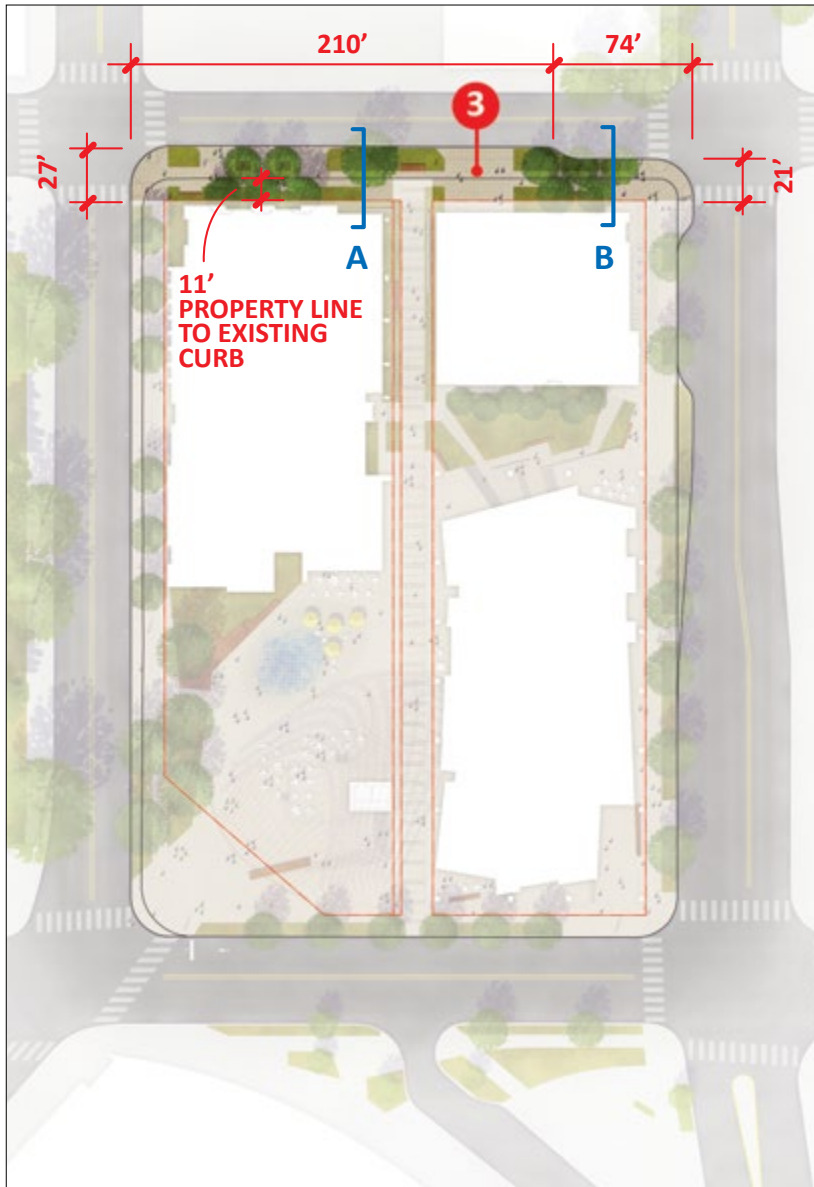 210’
74’
3
27’
21’
A
B
11’
PROPERTY LINE
TO EXISTING
CURB